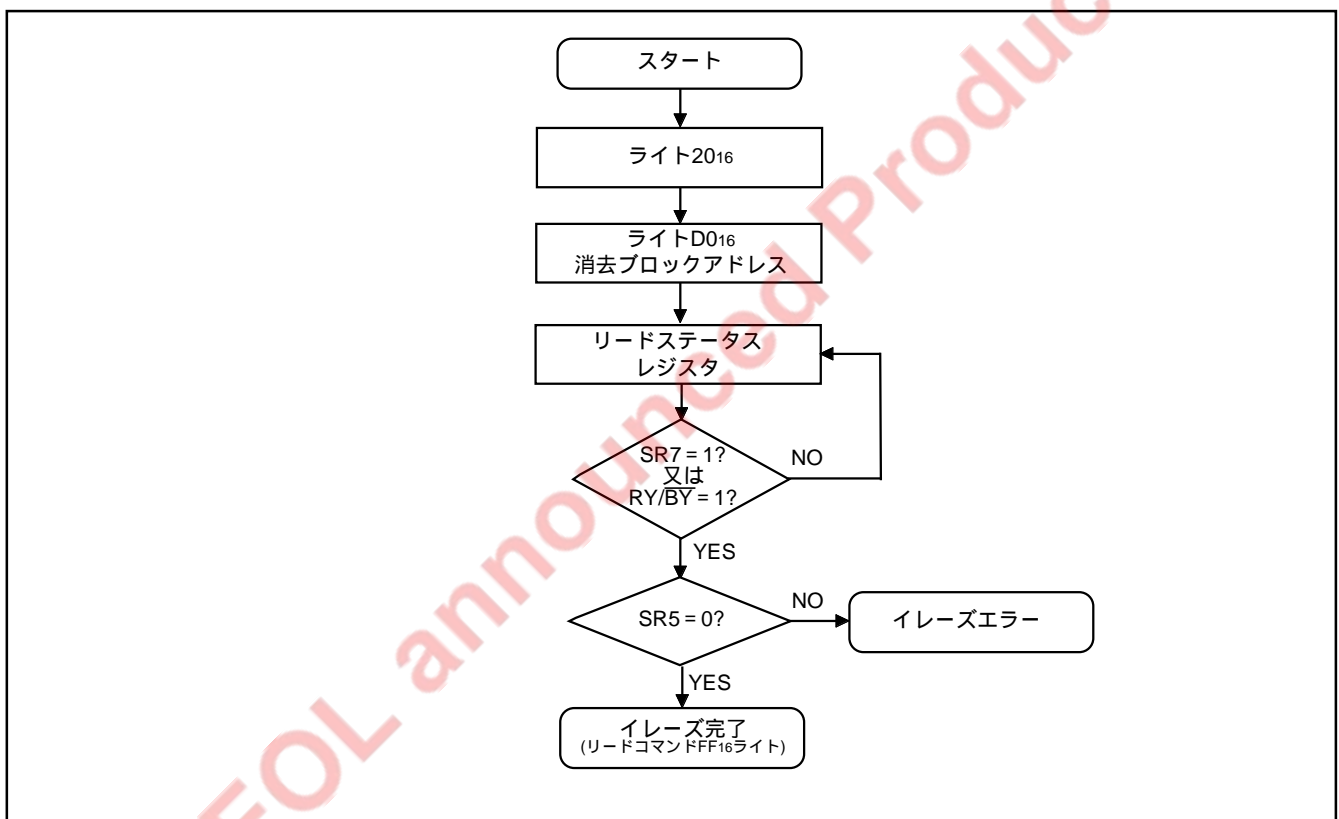 スタート
ライト2016
ライトD016
消去ブロックアドレス
リードステータス
レジスタ
SR7 = 1?
又は
RY/BY = 1?
NO
YES
SR5 = 0?
NO
イレーズエラー
YES
イレーズ完了
(リードコマンドFF16ライト)
EOL announced Produc